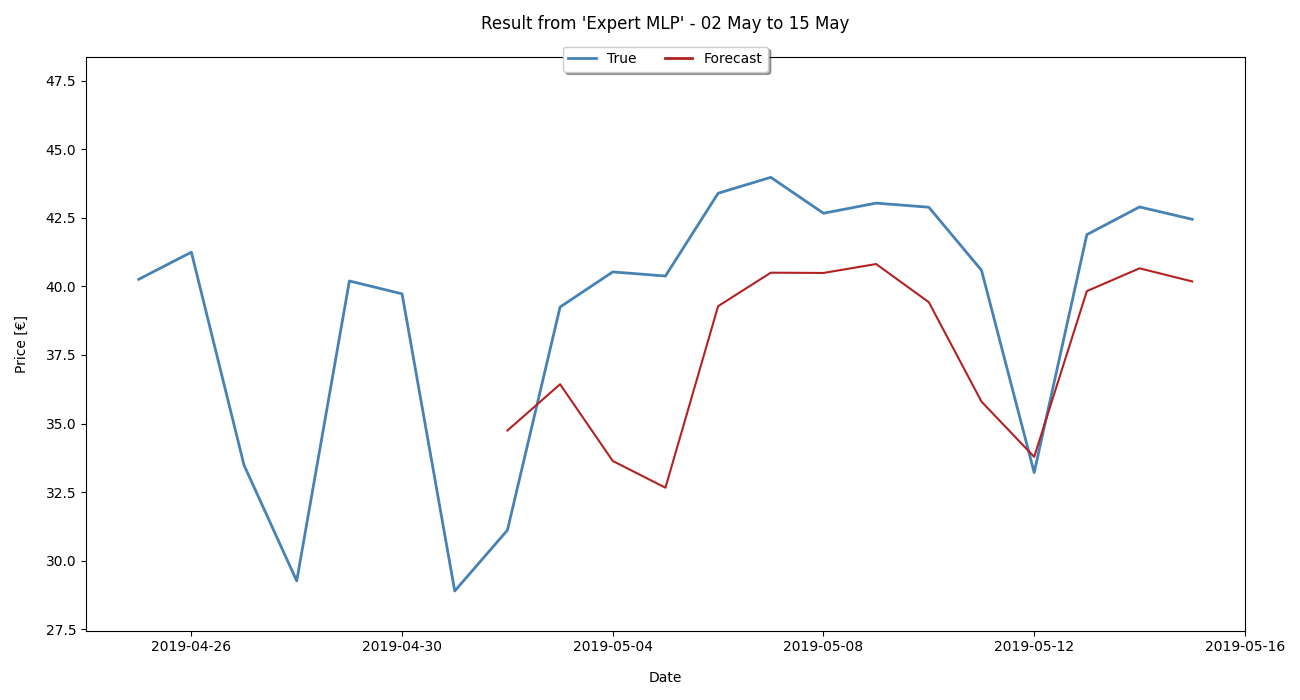 Result from 'Expert MLP' - 02 May to 15 May
True Forecast
47.5
45.0
42.5
40.0
37.5
35.0
32.5
30.0
27.5
Price [€]
2019-04-26 2019-04-30 2019-05-04 2019-05-08 2019-05-12 2019-05-16
Date